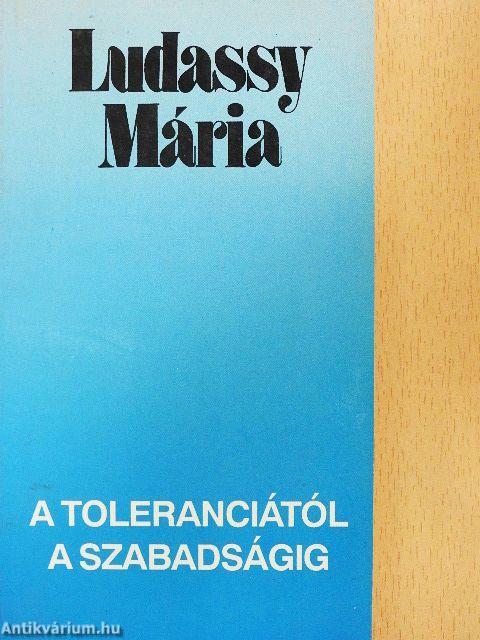 Ludassy
Mária
A TOLERANCIÁTÓL
A SZABADSÁGIG
Antikvárium.hu